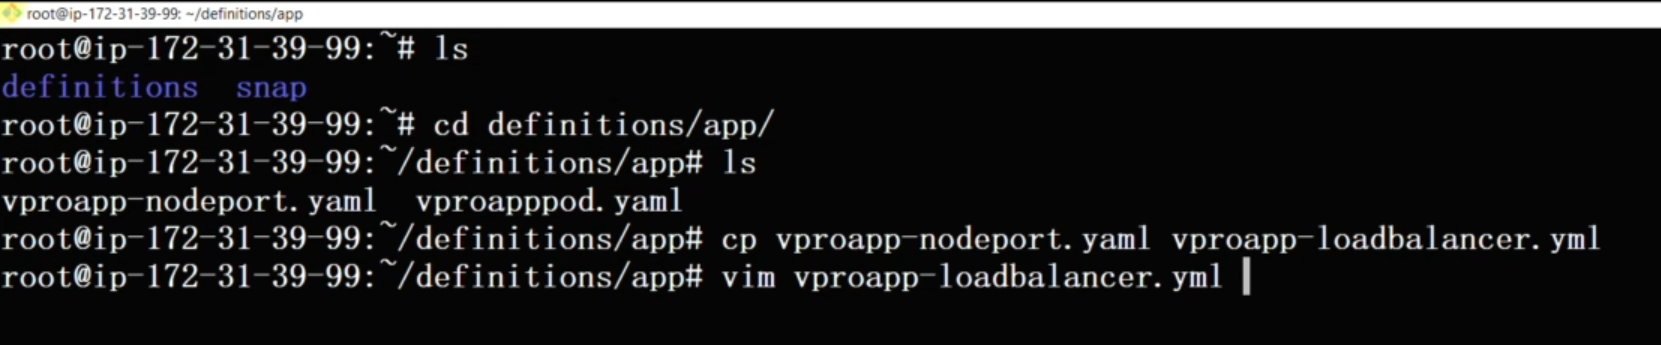 root@ip-172-31-39-99: ~/definitions/app
root@ip-172-31-39-99:~# ls
definitions  snap
root@ip-172-31-39-99:~# cd definitions/app/
root@ip-172-31-39-99:~/definitions/app# ls
vproapp-nodeport.yaml  vproapppod.yaml
root@ip-172-31-39-99:~/definitions/app# cp vproapp-nodeport.yaml vproapp-loadbalancer.yml
root@ip-172-31-39-99:~/definitions/app# vim vproapp-loadbalancer.yml